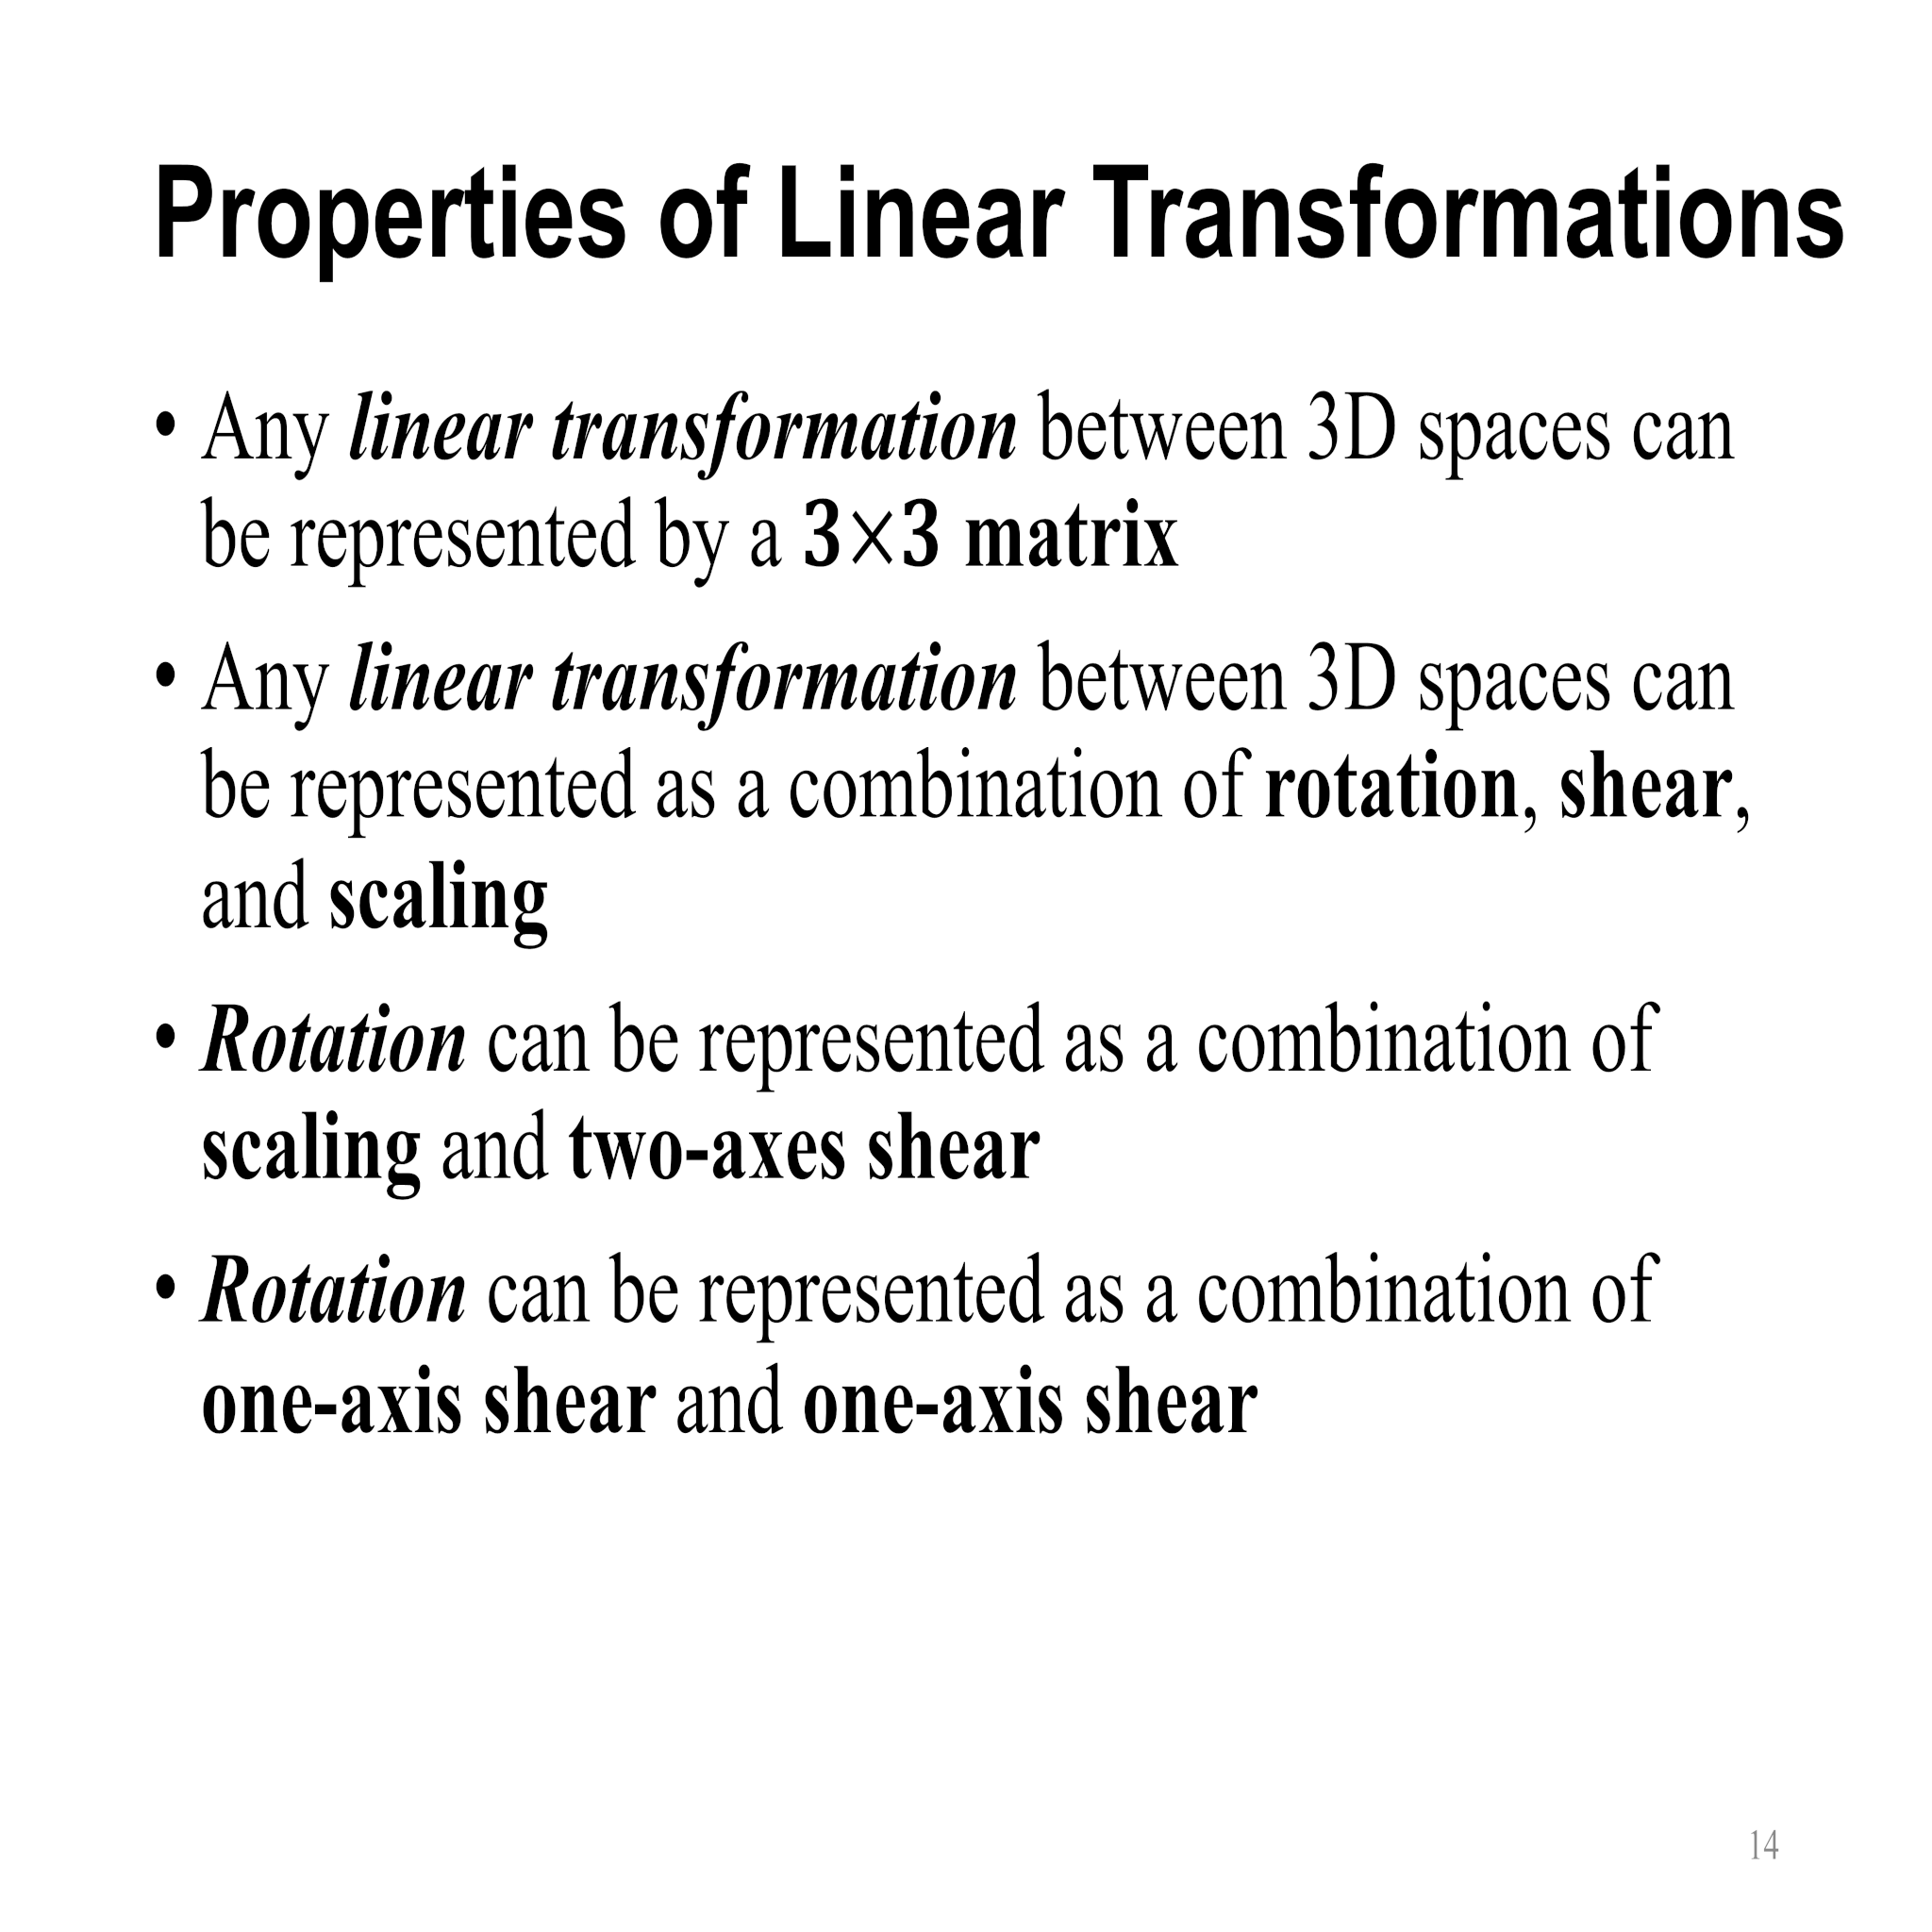 Properties of Linear Transformations
• Any linear transformation between 3D spaces can
be represented by a 3×3 matrix
• Any linear transformation between 3D spaces can
be represented as a combination of rotation, shear,
and scaling
• Rotation can be represented as a combination of
scaling and two-axes shear
• Rotation can be represented as a combination of
one-axis shear and one-axis shear
14